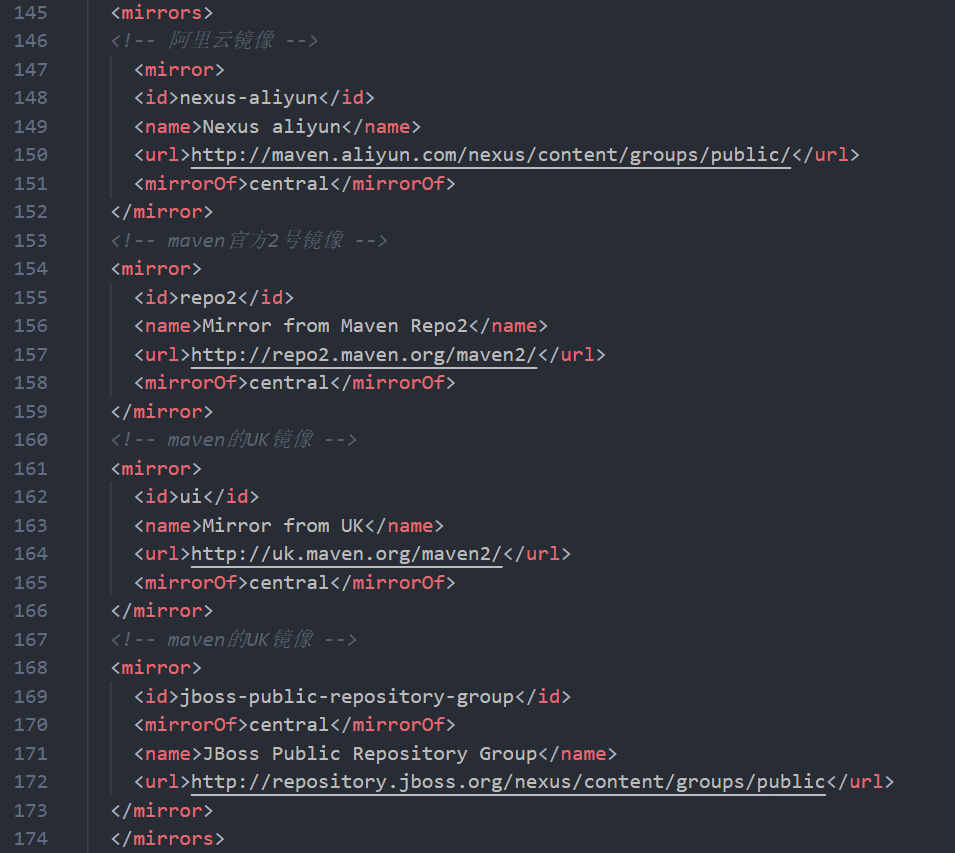 145 <mirrors>
146 <!-- 阿里云镜像 -->
147 <mirror>
148 <id>nexus-aliyun</id>
149 <name>Nexus aliyun</name>
150 <url>http://maven.aliyun.com/nexus/content/groups/public/</url>
151 <mirrorOf>central</mirrorOf>
152 </mirror>
153 <!-- maven官方2号镜像 -->
154 <mirror>
155 <id>repo2</id>
156 <name>Mirror from Maven Repo2</name>
157 <url>http://repo2.maven.org/maven2/</url>
158 <mirrorOf>central</mirrorOf>
159 </mirror>
160 <!-- maven的UK镜像 -->
161 <mirror>
162 <id>ui</id>
163 <name>Mirror from UK</name>
164 <url>http://uk.maven.org/maven2/</url>
165 <mirrorOf>central</mirrorOf>
166 </mirror>
167 <!-- maven的UK镜像 -->
168 <mirror>
169 <id>jboss-public-repository-group</id>
170 <mirrorOf>central</mirrorOf>
171 <name>JBoss Public Repository Group</name>
172 <url>http://repository.jboss.org/nexus/content/groups/public</url>
173 </mirror>
174 </mirrors>